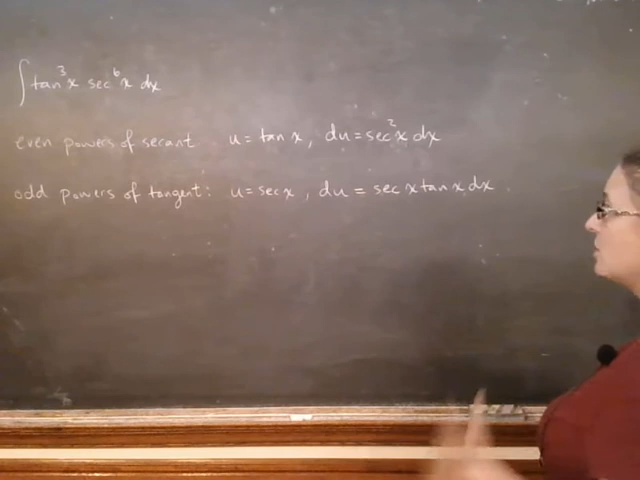 ∫ tan³x sec⁶x dx
even powers of secant u = tan x, du = sec²x dx
odd powers of tangent: u = sec x, du = sec x tan x dx